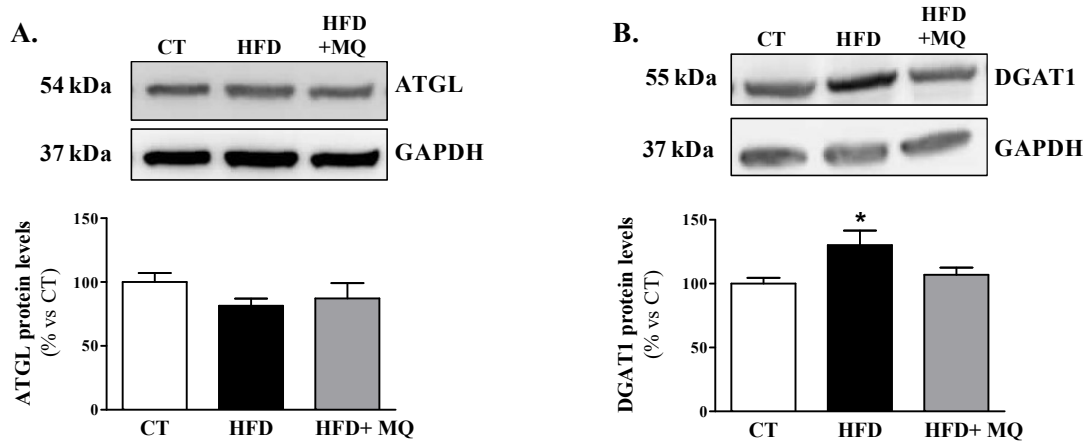 A.
CT HFD HFD
+MQ
54 kDa ATGL
37 kDa GAPDH
ATGL protein levels
(% vs CT)
150
100
50
0
CT HFD HFD+ MQ
B.
CT HFD HFD
+MQ
55 kDa DGAT1
37 kDa GAPDH
DGAT1 protein levels
(% vs CT)
150
100
50
0
*
CT HFD HFD+ MQ